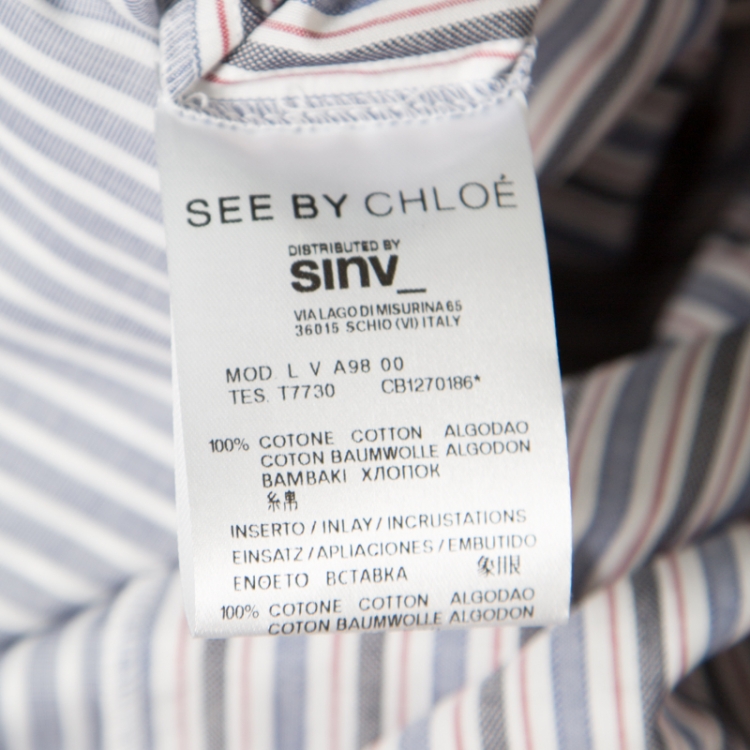 SEE BY CHLOÉ
DISTRIBUTED BY
sinv_
VIA LAGO DI MISURINA 65
36015 SCHIO (VI) ITALY
MOD. L V A98 00
TES. T7730 CB1270186*
100% COTONE COTTON ALGODAO
COTON BAUMWOLLE ALGODON
BAMBAKI ХЛОПОК
INSERTO / INLAY / INCRUSTATIONS
EINSATZ / APLIACIONES / EMBUTIDO
ΕΝΘΕΤΟ ВСТАВКА
100% COTONE COTTON ALGODAO
COTON BAUMWOLLE ALGODON